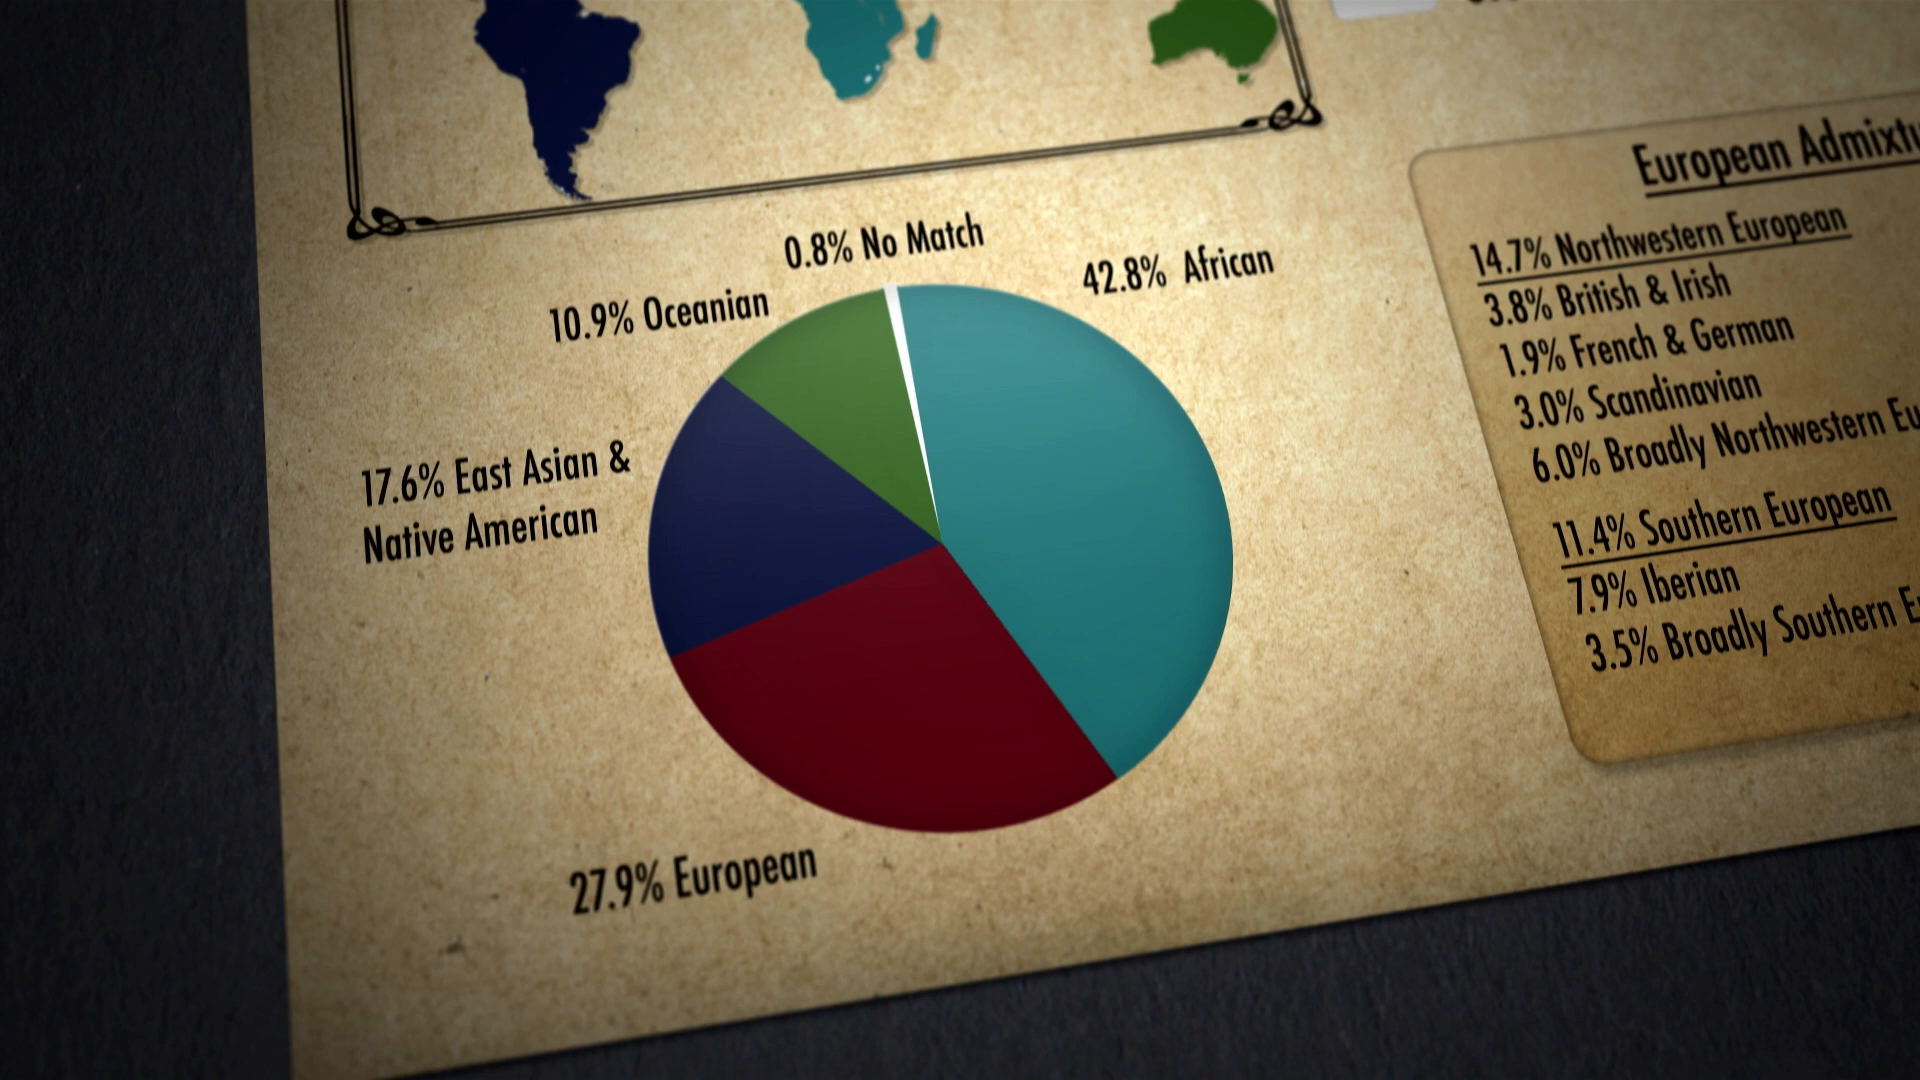 0.8% No Match
42.8% African
10.9% Oceanian
17.6% East Asian &
Native American
27.9% European
European
14.7% Northwestern European
3.8% British & Irish
1.9% French & German
3.0% Scandinavian
6.0% Broadly Northwestern
11.4% Southern European
7.9% Iberian
3.5% Broadly Southern